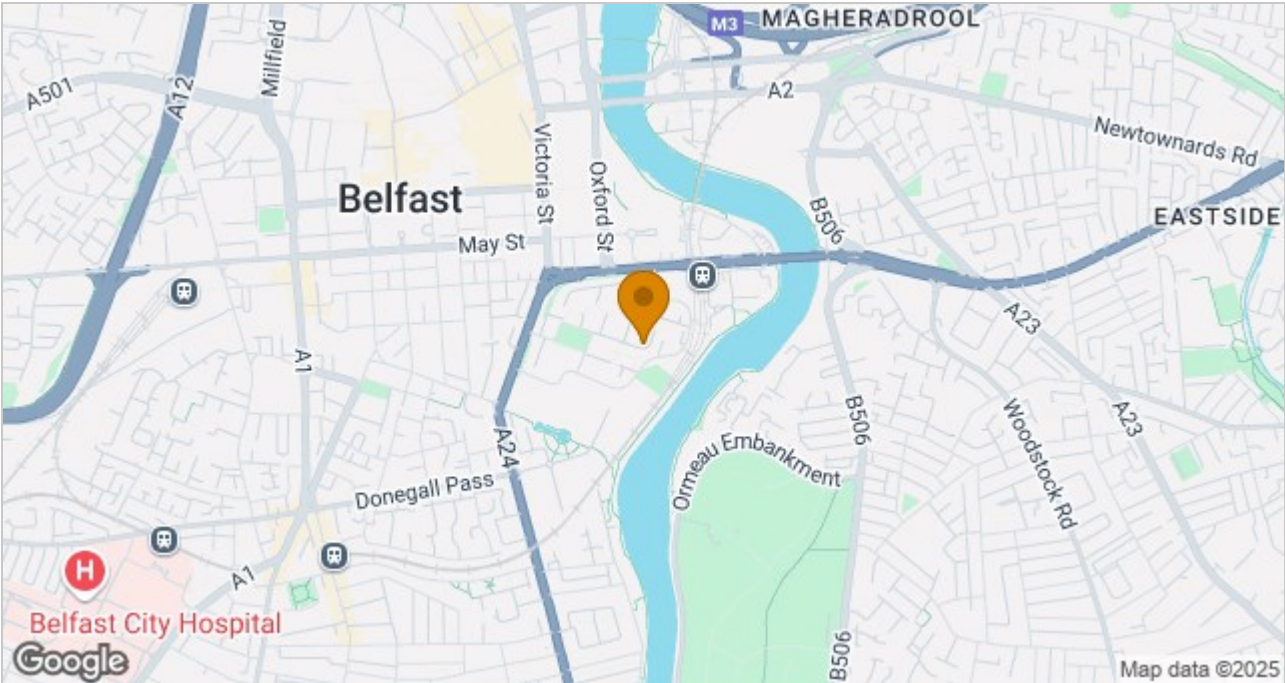 M3
MAGHERADROOL
A501
A12
Millfield
A2
Newtownards Rd
Victoria St
Oxford St
Belfast
B506
EASTSIDE
May St
A1
A23
A24
B506
Woodstock Rd
A23
Ormeau Embankment
Donegall Pass
H
A1
Belfast City Hospital
B506
Google
Map data ©2025